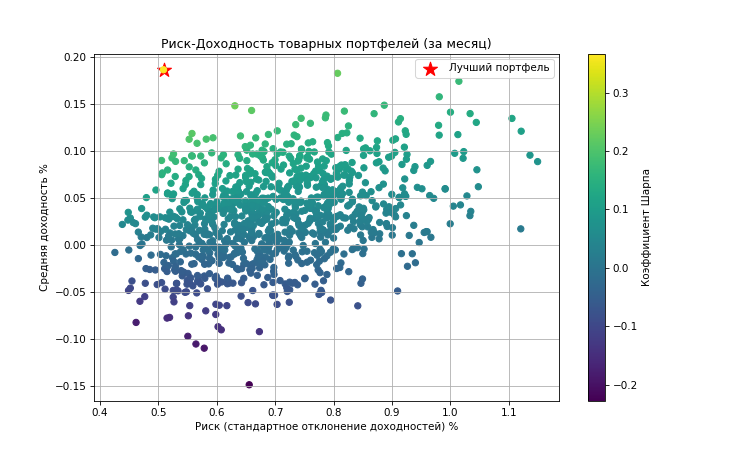 Риск-Доходность товарных портфелей (за месяц)
Лучший портфель
Средняя доходность %
0.20
0.15
0.10
0.05
0.00
−0.05
−0.10
−0.15
0.4 0.5 0.6 0.7 0.8 0.9 1.0 1.1
Риск (стандартное отклонение доходностей) %
0.3
0.2
0.1
0.0
−0.1
−0.2
Коэффициент Шарпа